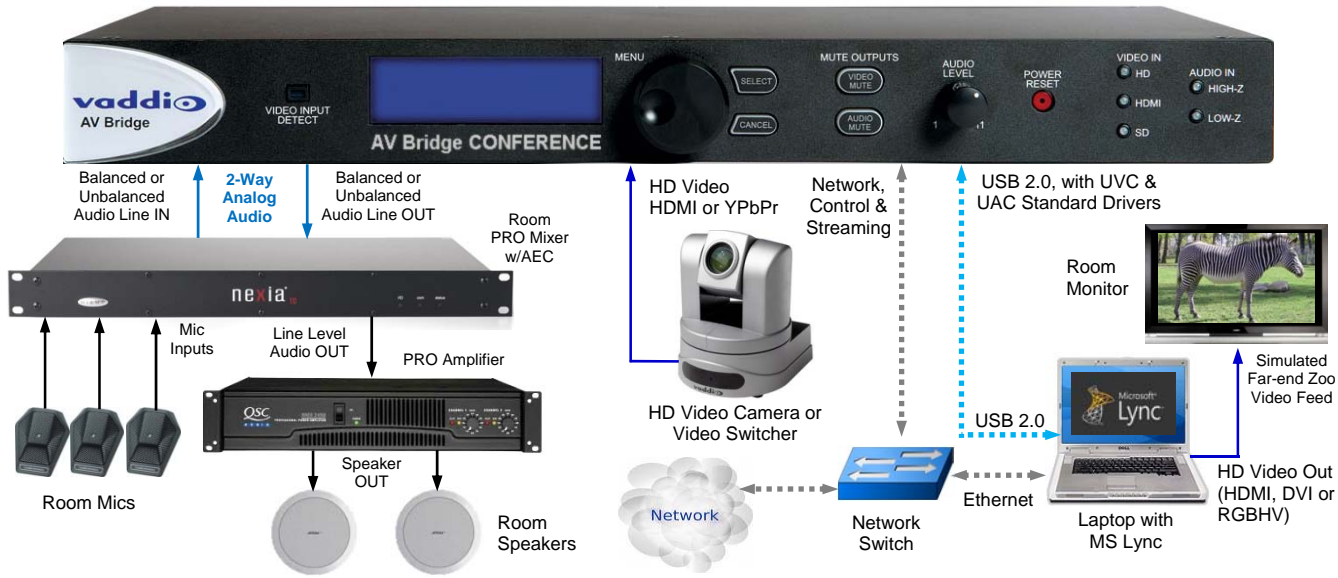 vaddio
AV Bridge
VIDEO INPUT
DETECT
AV Bridge CONFERENCE
MENU
SELECT
CANCEL
MUTE OUTPUTS
VIDEO
MUTE
AUDIO
MUTE
AUDIO
LEVEL
1
11
POWER
RESET
VIDEO IN
HD
HDMI
SD
AUDIO IN
HIGH-Z
LOW-Z
Balanced or
Unbalanced
Audio Line IN
2-Way
Analog
Audio
Balanced or
Unbalanced
Audio Line OUT
HD Video
HDMI or YPbPr
Network,
Control &
Streaming
USB 2.0, with UVC &
UAC Standard Drivers
Room
PRO Mixer
w/AEC
nexia
Mic
Inputs
Line Level
Audio OUT
PRO Amplifier
QSC
AUDIO
Room Mics
Speaker
OUT
Room
Speakers
vaddio
HD Video Camera or
Video Switcher
Network
Network
Switch
Ethernet
USB 2.0
Microsoft
Lync
DELL
Laptop with
MS Lync
Room
Monitor
Simulated
Far-end Zoo
Video Feed
HD Video Out
(HDMI, DVI or
RGBHV)